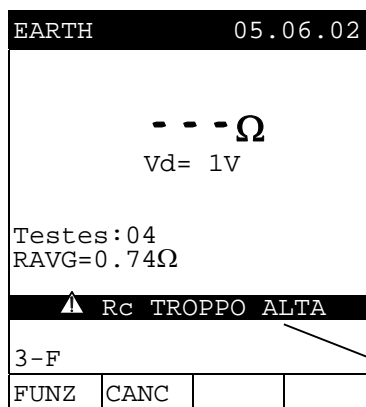 EARTH 05.06.02
- - -Ω
Vd= 1V
Testes:04
RAVG=0.74Ω
Rc TROPPO ALTA
3-F
FUNZ CANC